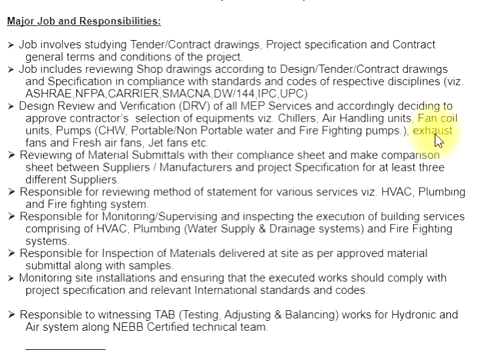 Major Job and Responsibilities:
➢ Job involves studying Tender/Contract drawings, Project specification and Contract
general terms and conditions of the project.
➢ Job includes reviewing Shop drawings according to Design/Tender/Contract drawings
and Specification in compliance with standards and codes of respective disciplines (viz.
ASHRAE,NFPA,CARRIER,SMACNA,DW/144,IPC,UPC)
➢ Design Review and Verification (DRV) of all MEP Services and accordingly deciding to
approve contractor's selection of equipments viz. Chillers, Air Handling units, Fan coil
units, Pumps (CHW, Portable/Non Portable water and Fire Fighting pumps.), exhaust
fans and Fresh air fans, Jet fans etc.
➢ Reviewing of Material Submittals with their compliance sheet and make comparison
sheet between Suppliers / Manufacturers and project Specification for at least three
different Suppliers.
➢ Responsible for reviewing method of statement for various services viz. HVAC, Plumbing
and Fire fighting system.
➢ Responsible for Monitoring/Supervising and inspecting the execution of building services
comprising of HVAC, Plumbing (Water Supply & Drainage systems) and Fire Fighting
systems.
➢ Responsible for Inspection of Materials delivered at site as per approved material
submittal along with samples.
➢ Monitoring site installations and ensuring that the executed works should comply with
project specification and relevant International standards and codes.
➢ Responsible to witnessing TAB (Testing, Adjusting & Balancing) works for Hydronic and
Air system along NEBB Certified technical team.